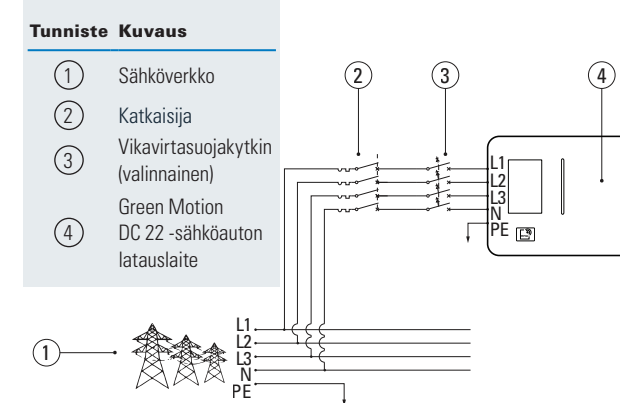 Tunniste Kuvaus
1 Sähköverkko
2 Katkaisija
3 Vikavirtasuojakytkin
(valinnainen)
4 Green Motion
DC 22 -sähköauton
latauslaite
2 3 4
L1
L2
L3
N
PE
1
L1
L2
L3
N
PE